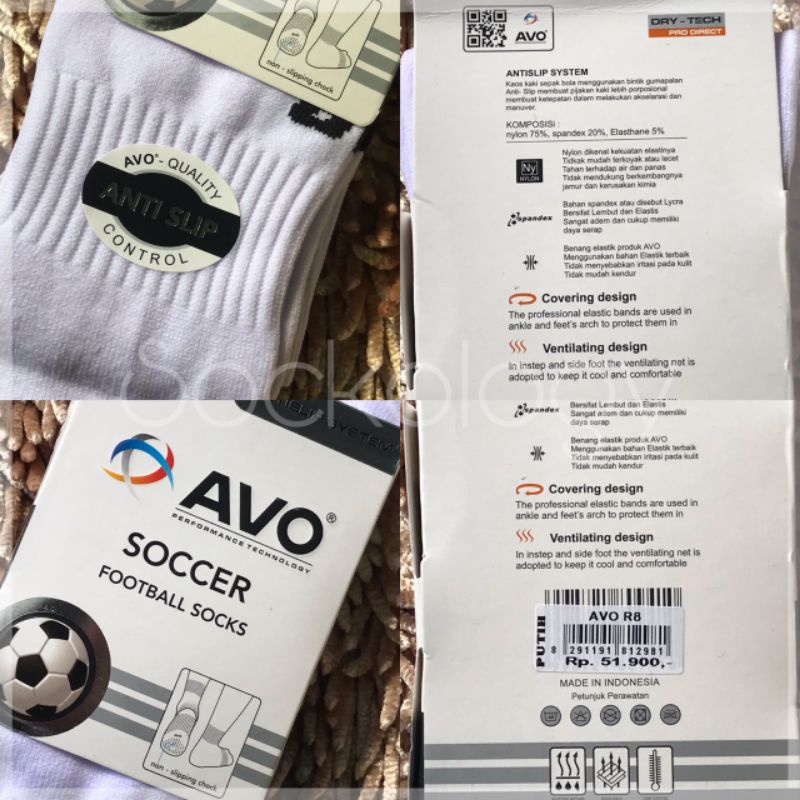 non - slipping chock
AVO® - QUALITY
ANTI SLIP
CONTROL
AVO®
DRY - TECH
PRO DIRECT
ANTISLIP SYSTEM
Kaos kaki sepak bola menggunakan bintik gumapalan
Anti- Slip membuat pijakan kaki lebih porposional
membuat ketepatan dalam melakukan akselarasi dan
manuver.
KOMPOSISI :
nylon 75%, spandex 20%, Elasthane 5%
Ny
NYLON
Nylon dikenal kekuatan elastinya
Tidkak mudah terkoyak atau lecet
Tahan terhadap air dan panas
Tidak mendukung berkembangnya
jamur dan kerusakan kimia
spandex
Bahan spandex atau disebut Lycra
Bersifat Lembut dan Elastis
Sangat adem dan cukup memiliki
daya serap
Benang elastik produk AVO
Menggunakan bahan Elastik terbaik
Tidak menyebabkan iritasi pada kulit
Tidak mudah kendur
Covering design
The professional elastic bands are used in
ankle and feet's arch to protect them in
Ventilating design
In instep and side foot the ventilating net is
adopted to keep it cool and comfortable
Sockology
ANTISLIP SYSTEM
AVO®
PERFORMANCE TECHNOLOGY
SOCCER
FOOTBALL SOCKS
non - slipping chock
spandex
Bersifat Lembut dan Elastis
Sangat adem dan cukup memiliki
daya serap
Benang elastik produk AVO
Menggunakan bahan Elastik terbaik
Tidak menyebabkan iritasi pada kulit
Tidak mudah kendur
Covering design
The professional elastic bands are used in
ankle and feet's arch to protect them in
Ventilating design
In instep and side foot the ventilating net is
adopted to keep it cool and comfortable
PUTIH
AVO R8
8 291191 812981
Rp. 51.900,-
MADE IN INDONESIA
Petunjuk Perawatan